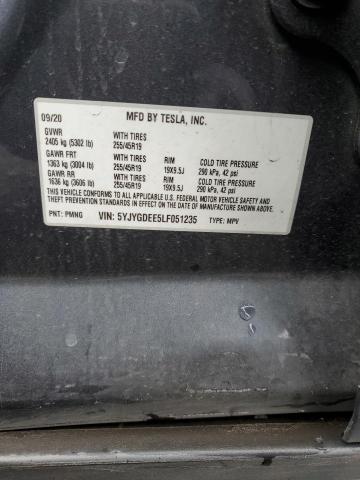 09/20 MFD BY TESLA, INC.
GVWR WITH TIRES
2405 kg (5302 lb) 255/45R19
GAWR FRT WITH TIRES RIM COLD TIRE PRESSURE
1363 kg (3004 lb) 255/45R19 19X9.5J 290 kPa, 42 psi
GAWR RR WITH TIRES RIM COLD TIRE PRESSURE
1636 kg (3606 lb) 255/45R19 19X9.5J 290 kPa, 42 psi
THIS VEHICLE CONFORMS TO ALL APPLICABLE U.S. FEDERAL MOTOR VEHICLE SAFETY AND
THEFT PREVENTION STANDARDS IN EFFECT ON THE DATE OF MANUFACTURE SHOWN ABOVE.
PNT: PMNG VIN: 5YJYGDEE5LF051235 TYPE: MPV